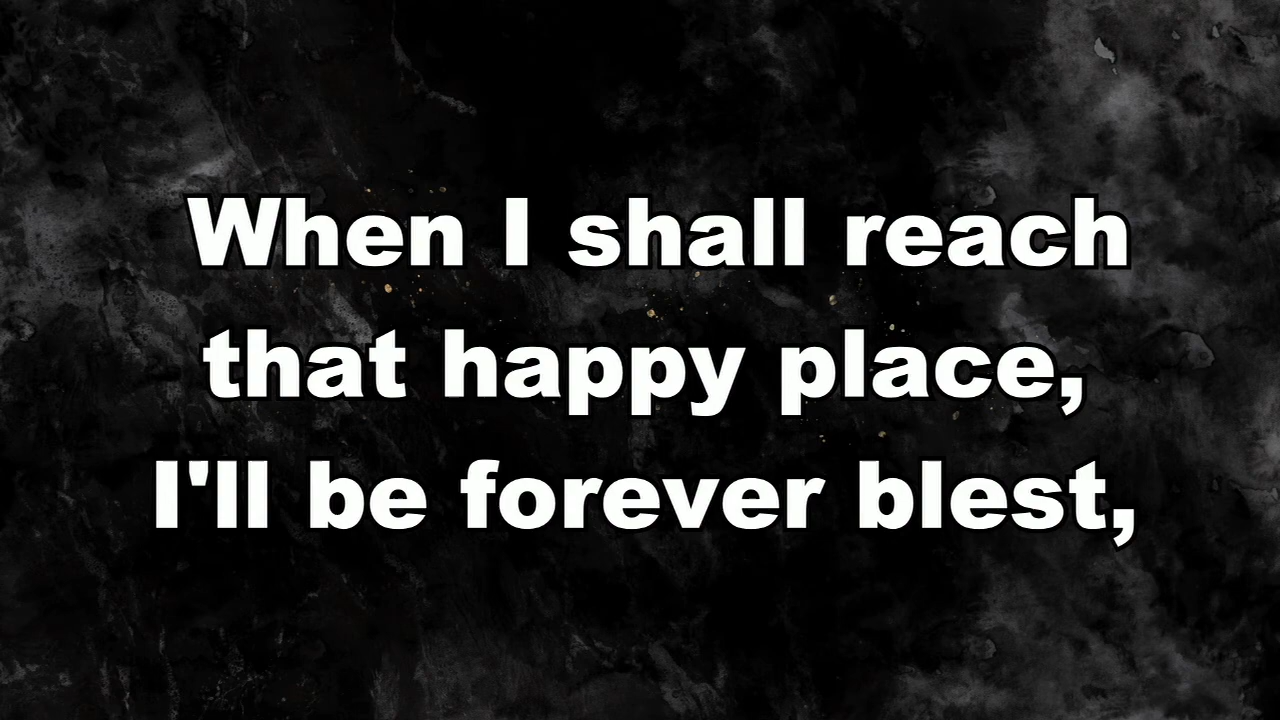 When I shall reach
that happy place,
I'll be forever blest,